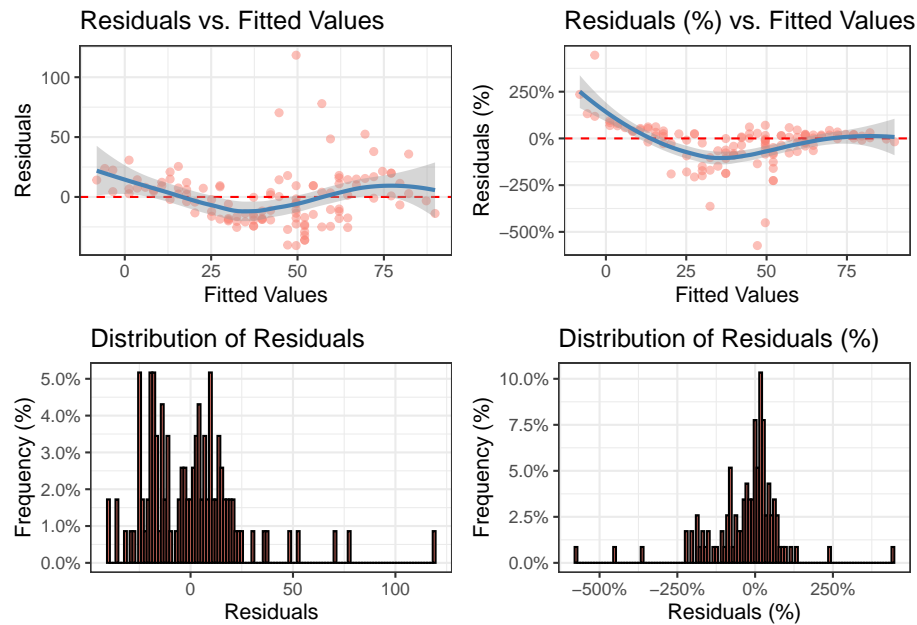 Residuals vs. Fitted Values
100
50
0
Residuals
0
25
50
75
Fitted Values
Residuals (%) vs. Fitted Values
250%
0%
−250%
−500%
Residuals (%)
0
25
50
75
Fitted Values
Distribution of Residuals
5.0%
4.0%
3.0%
2.0%
1.0%
0.0%
Frequency (%)
0
50
100
Residuals
Distribution of Residuals (%)
10.0%
7.5%
5.0%
2.5%
0.0%
Frequency (%)
−500%
−250%
0%
250%
Residuals (%)